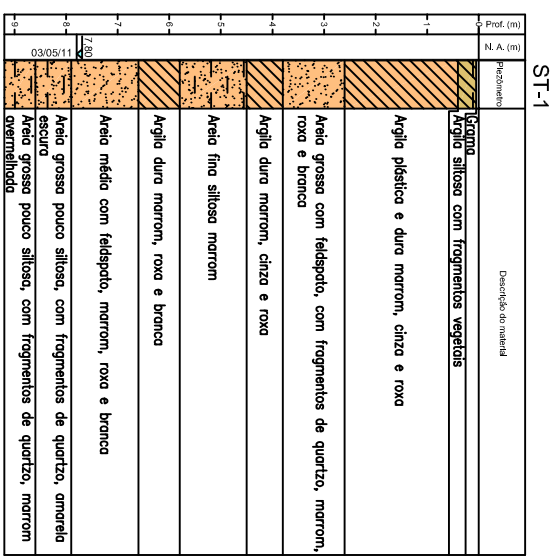 ST-1
Prof. (m)
N. A. (m)
Piezômetro
Descrição do material
0
1
2
3
4
5
6
7
8
9
7,80
03/05/11
Grama
Argila siltosa com fragmentos vegetais
Argila plástica e dura marrom, cinza e roxa
Areia grossa com feldspato, com fragmentos de quartzo, marrom,
roxa e branca
Argila dura marrom, cinza e roxa
Areia fina siltosa marrom
Argila dura marrom, roxa e branca
Areia média com feldspato, marrom, roxa e branca
Areia grossa pouco siltosa, com fragmentos de quartzo, amarela
escura
Areia grossa pouco siltosa, com fragmentos de quartzo, marrom
avermelhada